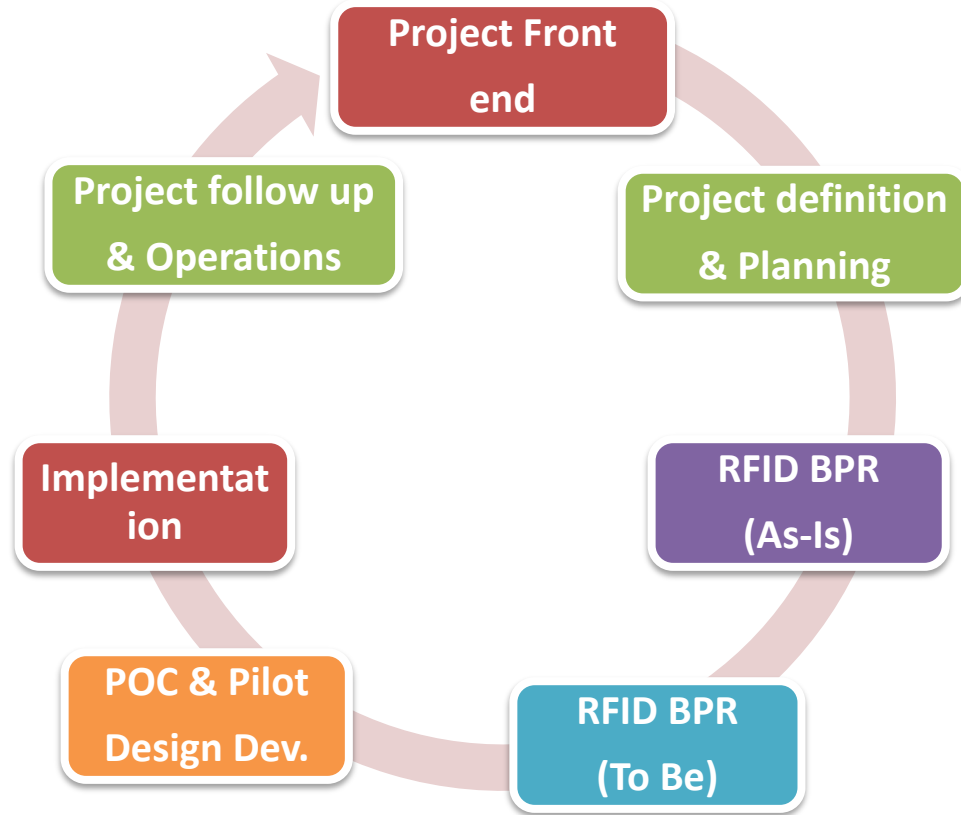 Project Front
end
Project definition
& Planning
RFID BPR
(As-Is)
RFID BPR
(To Be)
POC & Pilot
Design Dev.
Implementat
ion
Project follow up
& Operations